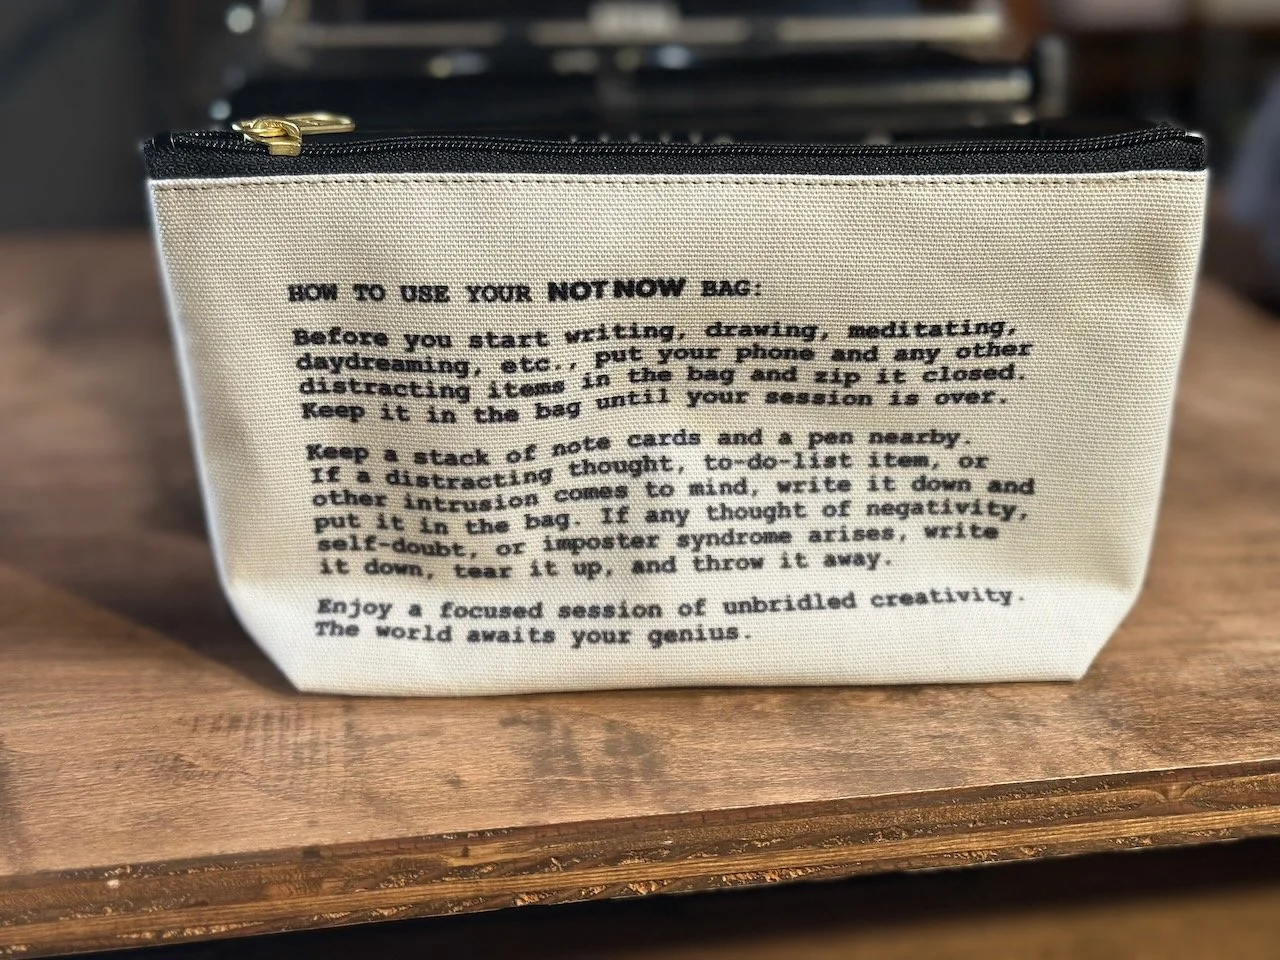 HOW TO USE YOUR NOT NOW BAG:
Before you start writing, drawing, meditating,
daydreaming, etc., put your phone and any other
distracting items in the bag and zip it closed.
Keep it in the bag until your session is over.
Keep a stack of note cards and a pen nearby.
If a distracting thought, to-do-list item, or
other intrusion comes to mind, write it down and
put it in the bag. If any thought of negativity,
self-doubt, or imposter syndrome arises, write
it down, tear it up, and throw it away.
Enjoy a focused session of unbridled creativity.
The world awaits your genius.